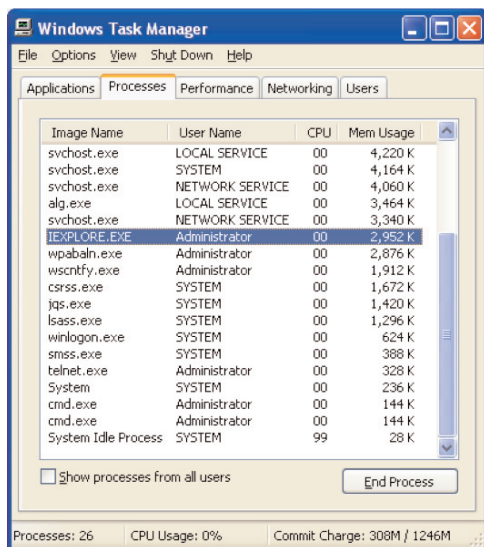 Windows Task Manager
File Options View Shut Down Help
Applications Processes Performance Networking Users
Image Name User Name CPU Mem Usage
svchost.exe LOCAL SERVICE 00 4,220 K
svchost.exe SYSTEM 00 4,164 K
svchost.exe NETWORK SERVICE 00 4,060 K
alg.exe LOCAL SERVICE 00 3,464 K
svchost.exe NETWORK SERVICE 00 3,340 K
IEXPLORE.EXE Administrator 00 2,952 K
wpabaln.exe Administrator 00 2,876 K
wscntfy.exe Administrator 00 1,912 K
csrss.exe SYSTEM 00 1,672 K
jqs.exe SYSTEM 00 1,420 K
lsass.exe SYSTEM 00 1,296 K
winlogon.exe SYSTEM 00 624 K
smss.exe SYSTEM 00 388 K
telnet.exe Administrator 00 328 K
System SYSTEM 00 236 K
cmd.exe Administrator 00 144 K
cmd.exe Administrator 00 144 K
System Idle Process SYSTEM 99 28 K
Show processes from all users End Process
Processes: 26 CPU Usage: 0% Commit Charge: 308M / 1246M